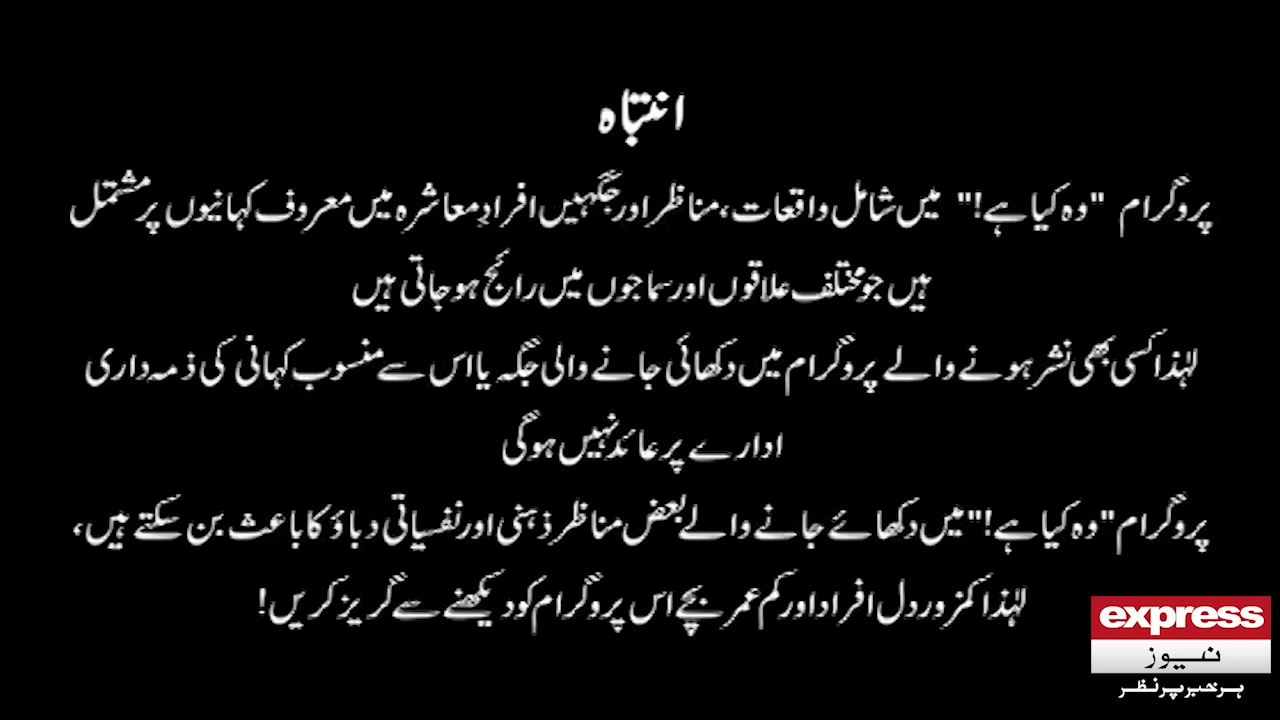 انتباہ
پروگرام "وہ کیا ہے!" میں شامل واقعات، مناظر اور جگہیں افرادِ معاشرہ میں معروف کہانیوں پر مشتمل
ہیں جو مختلف علاقوں اور سماجوں میں رائج ہو جاتی ہیں
لہٰذا کسی بھی نشر ہونے والے پروگرام میں دکھائی جانے والی جگہ یا اس سے منسوب کہانی کی ذمہ داری
ادارے پر عائد نہیں ہوگی
پروگرام "وہ کیا ہے!" میں دکھائے جانے والے بعض مناظر ذہنی اور نفسیاتی دباؤ کا باعث بن سکتے ہیں،
لہٰذا کمزور دل افراد اور کم عمر بچے اس پروگرام کو دیکھنے سے گریز کریں!
express
نیوز
ہر خبر پر نظر